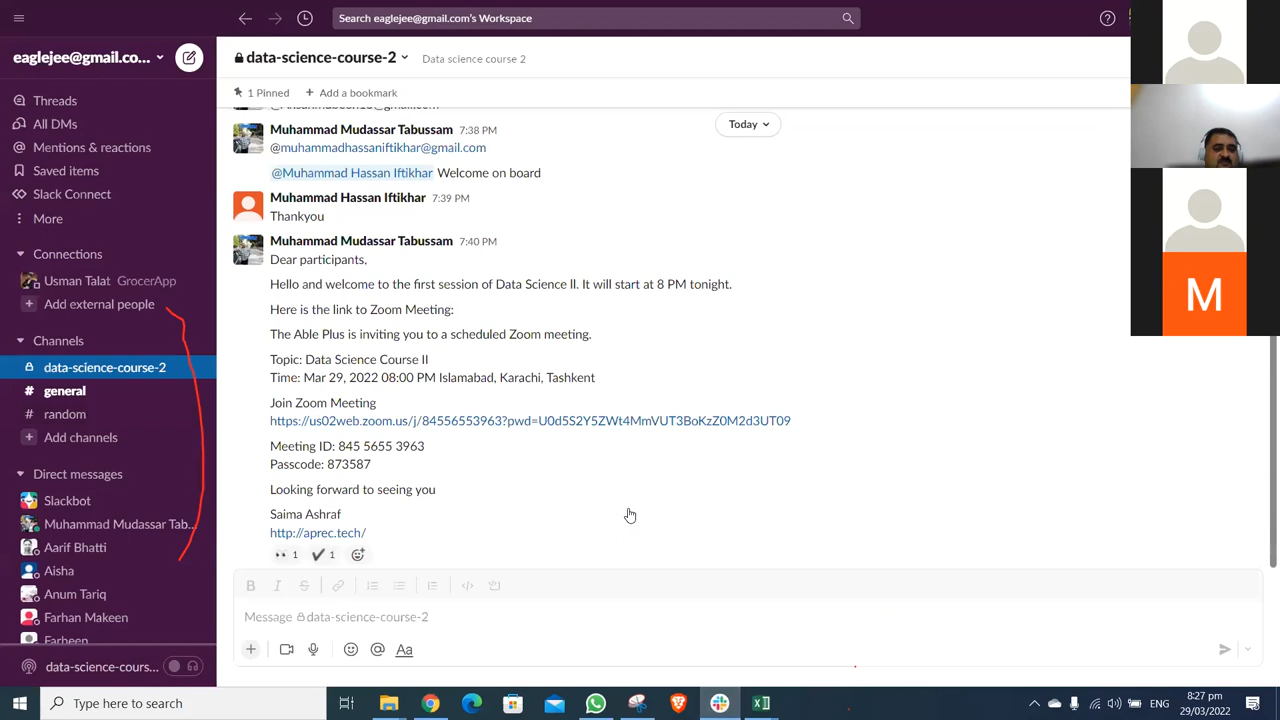 Search eaglejee@gmail.com's Workspace
eaglejee@gmail.co...
data-science-course-2
Data science course 2
1 Pinned
Add a bookmark
Threads
All DMs
Mentions & reactions
Saved items
Slack Connect
More
Connections
Usman Talat GrocerApp
Add external people
Channels
data-science-course-2
general
random
Add channels
Direct messages
Slackbot
Muhammad Mudassar Tab...
Aarif Bhatti
Aisha
Anum Tariq
Farhan Makeen
Farheen
data-science-cours...
Today
Muhammad Mudassar Tabussam 7:38 PM
@muhammadhassaniftikhar@gmail.com
@Muhammad Hassan Iftikhar Welcome on board
Muhammad Hassan Iftikhar 7:39 PM
Thankyou
Muhammad Mudassar Tabussam 7:40 PM
Dear participants,
Hello and welcome to the first session of Data Science II. It will start at 8 PM tonight.
Here is the link to Zoom Meeting:
The Able Plus is inviting you to a scheduled Zoom meeting.
Topic: Data Science Course II
Time: Mar 29, 2022 08:00 PM Islamabad, Karachi, Tashkent
Join Zoom Meeting
https://us02web.zoom.us/j/84556553963?pwd=U0d5S2Y5ZWt4MmVUT3BoKzZ0M2d3UT09
Meeting ID: 845 5655 3963
Passcode: 873587
Looking forward to seeing you
Saima Ashraf
http://aprec.tech/
1 1
B I S
Message data-science-course-2
Aa
M
Type here to search
8:27 pm
29/03/2022